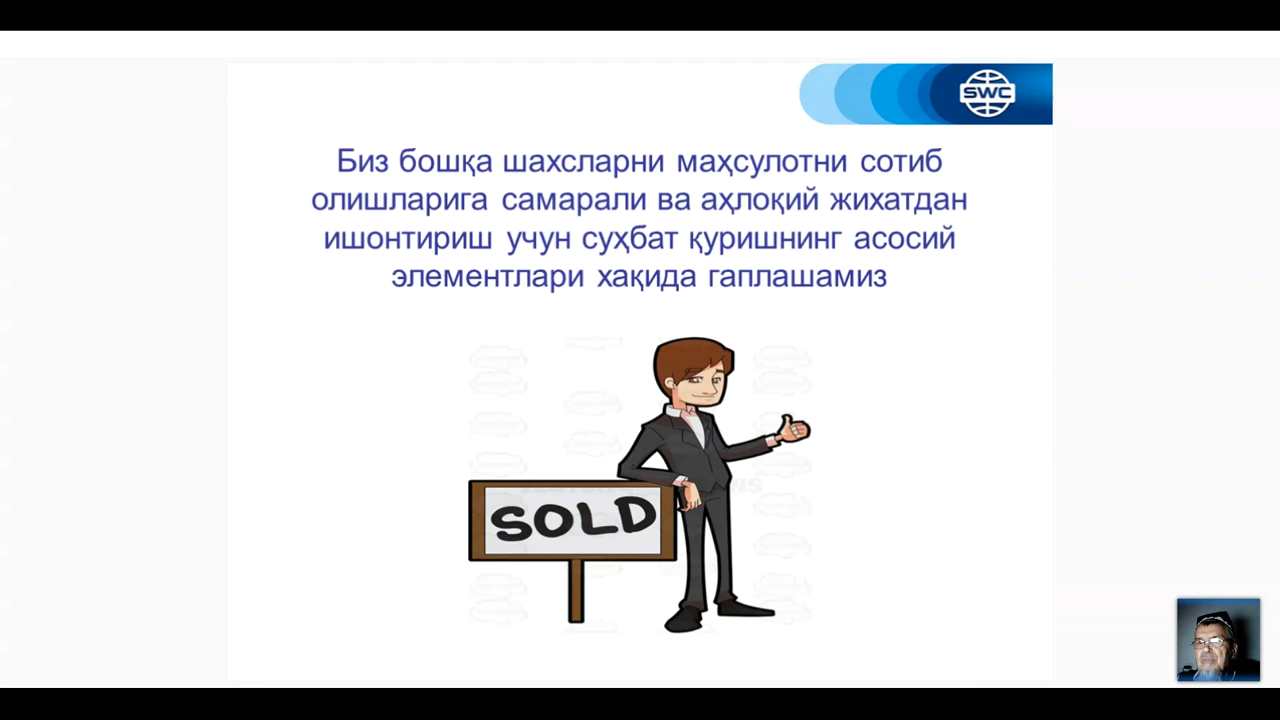 SWC
Биз бошқа шахсларни маҳсулотни сотиб
олишларига самарали ва аҳлоқий жихатдан
ишонтириш учун суҳбат қуришнинг асосий
элементлари хақида гаплашамиз
SOLD